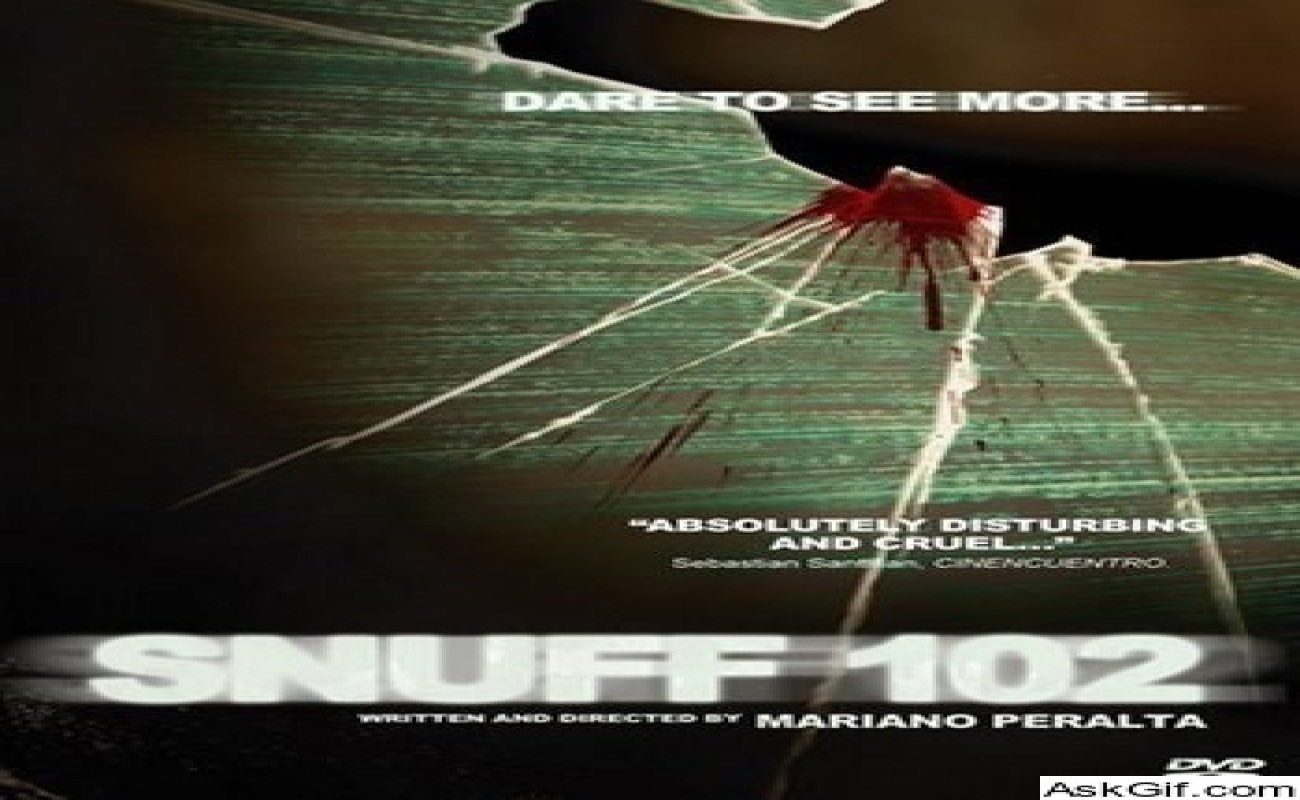 DARE TO SEE MORE...
"ABSOLUTELY DISTURBING
AND CRUEL..."
Sebastian CINENCUENTRO
SNUFF 102
WRITTEN AND DIRECTED BY MARIANO PERALTA
DVD
AskGif.com